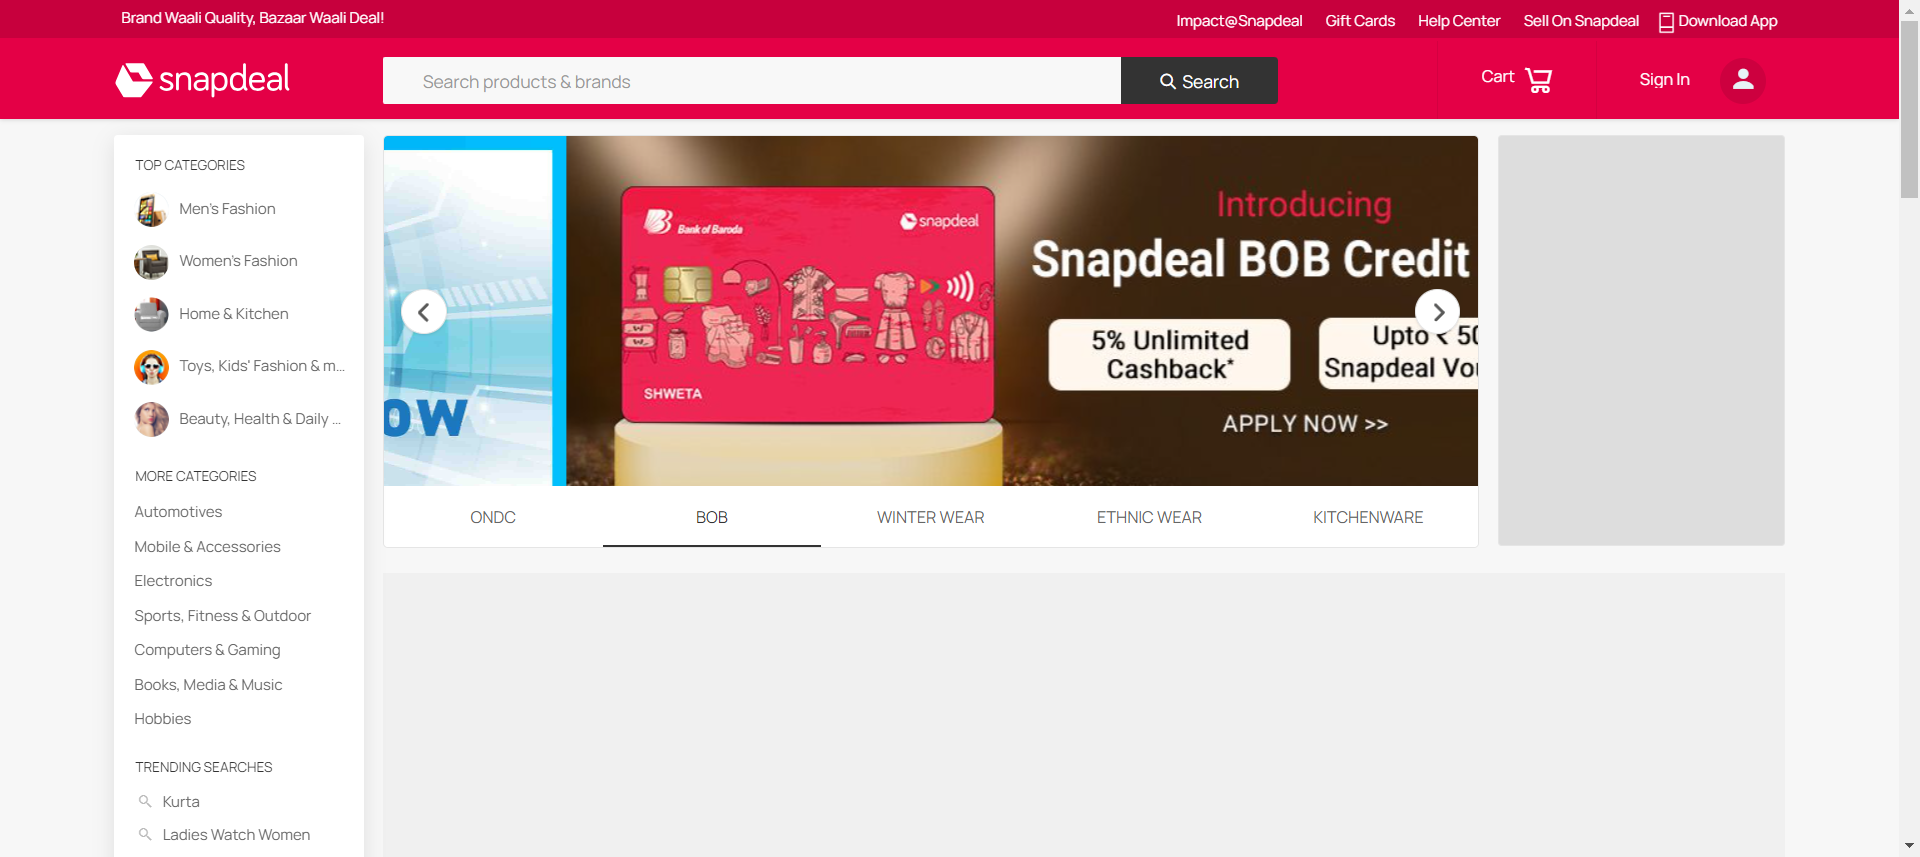 Brand Waali Quality, Bazaar Waali Deal!
Impact@Snapdeal
Gift Cards
Help Center
Sell On Snapdeal
Download App
snapdeal
Search products & brands
Search
Cart
Sign In
TOP CATEGORIES
Men's Fashion
Women's Fashion
Home & Kitchen
Toys, Kids' Fashion & m...
Beauty, Health & Daily ...
MORE CATEGORIES
Automotives
Mobile & Accessories
Electronics
Sports, Fitness & Outdoor
Computers & Gaming
Books, Media & Music
Hobbies
TRENDING SEARCHES
Kurta
Ladies Watch Women
ow
Bank of Baroda
snapdeal
SHWETA
Introducing
Snapdeal BOB Credit
5% Unlimited
Cashback*
Upto ₹ 50
Snapdeal Vou
APPLY NOW >>
ONDC
BOB
WINTER WEAR
ETHNIC WEAR
KITCHENWARE